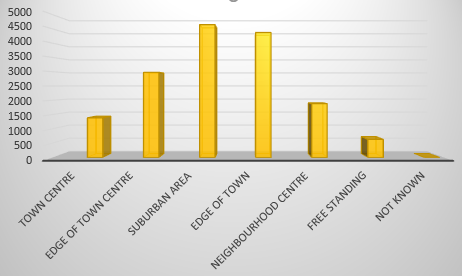 5000
4500
4000
3500
3000
2500
2000
1500
1000
500
0
TOWN CENTRE
EDGE OF TOWN CENTRE
SUBURBAN AREA
EDGE OF TOWN
NEIGHBOURHOOD CENTRE
FREE STANDING
NOT KNOWN